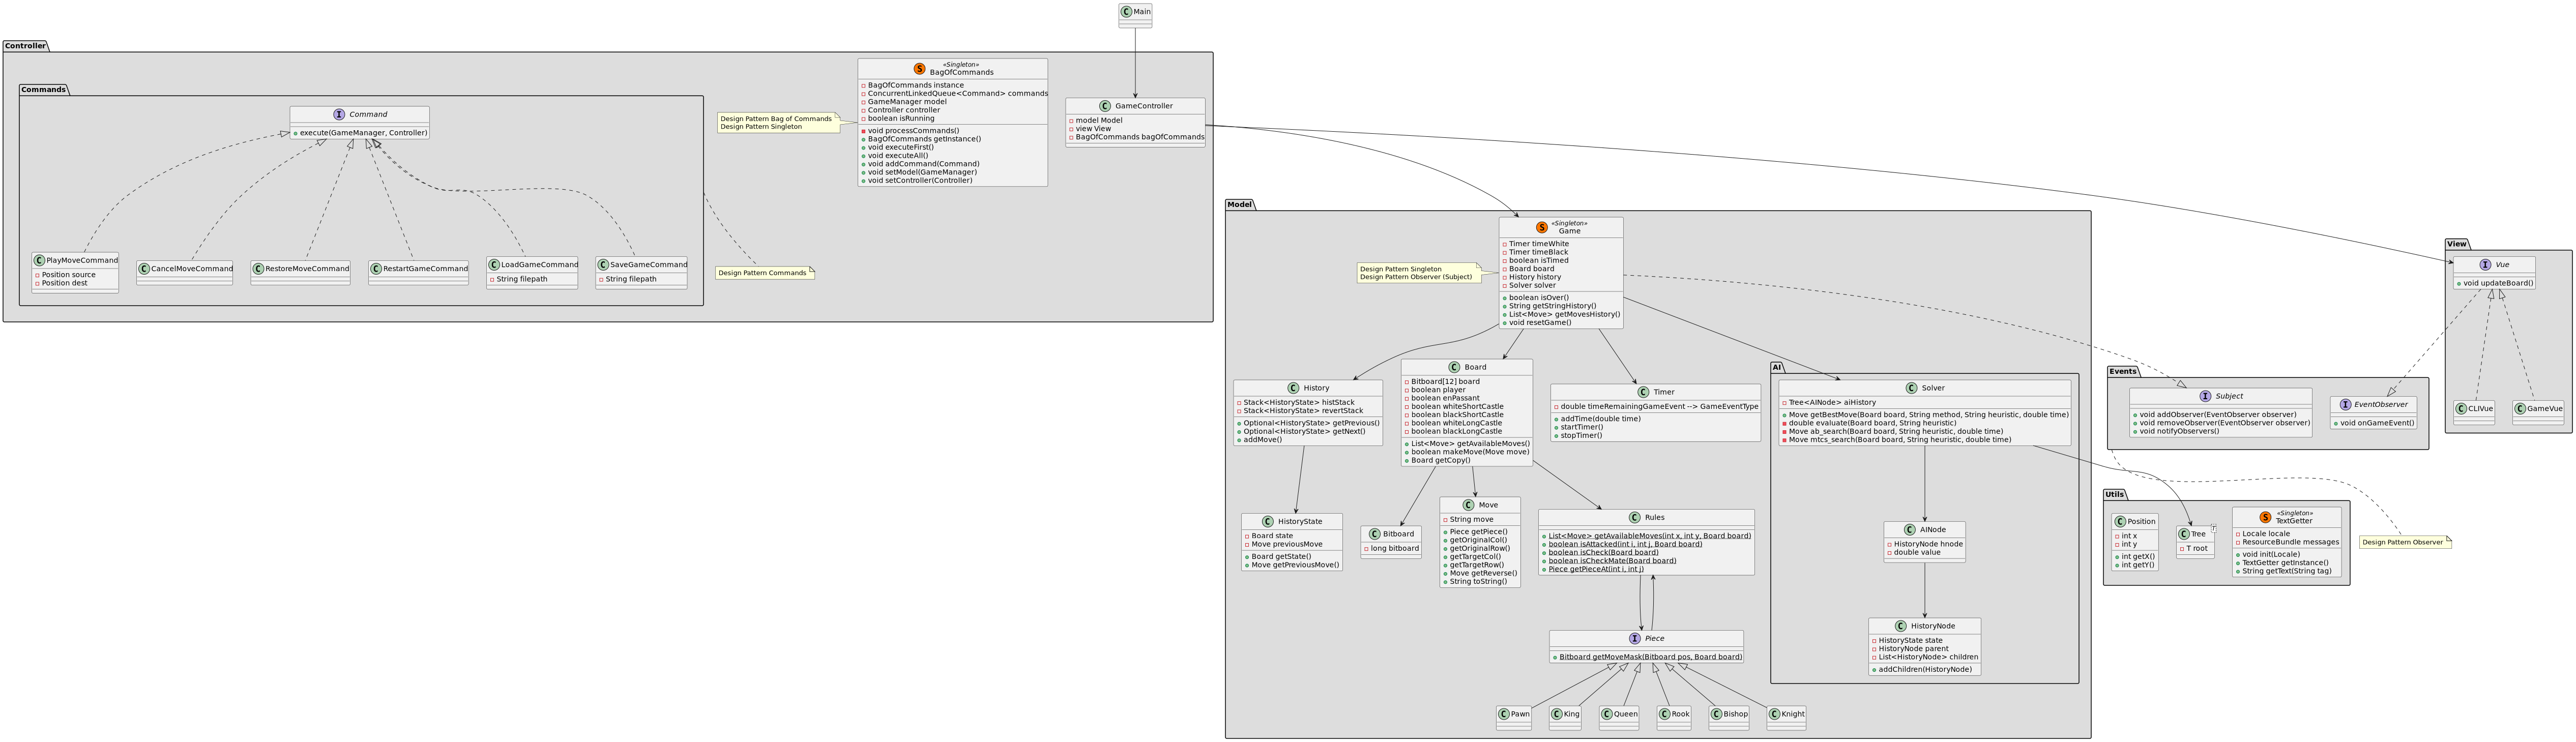 Main
Controller
Commands
Command
execute(GameManager, Controller)
PlayMoveCommand
Position source
Position dest
CancelMoveCommand
RestoreMoveCommand
RestartGameCommand
LoadGameCommand
String filepath
SaveGameCommand
String filepath
Design Pattern Commands
Design Pattern Bag of Commands
Design Pattern Singleton
«Singleton»
BagOfCommands
BagOfCommands instance
ConcurrentLinkedQueue<Command> commands
GameManager model
Controller controller
boolean isRunning
void processCommands()
BagOfCommands getInstance()
void executeFirst()
void executeAll()
void addCommand(Command)
void setModel(GameManager)
void setController(Controller)
GameController
model Model
view View
BagOfCommands bagOfCommands
Model
Design Pattern Singleton
Design Pattern Observer (Subject)
«Singleton»
Game
Timer timeWhite
Timer timeBlack
boolean isTimed
Board board
History history
Solver solver
boolean isOver()
String getStringHistory()
List<Move> getMovesHistory()
void resetGame()
History
Stack<HistoryState> histStack
Stack<HistoryState> revertStack
Optional<HistoryState> getPrevious()
Optional<HistoryState> getNext()
addMove()
Board
Bitboard[12] board
boolean player
boolean enPassant
boolean whiteShortCastle
boolean blackShortCastle
boolean whiteLongCastle
boolean blackLongCastle
List<Move> getAvailableMoves()
boolean makeMove(Move move)
Board getCopy()
Timer
double timeRemainingGameEvent --> GameEventType
addTime(double time)
startTimer()
stopTimer()
AI
Solver
Tree<AINode> aiHistory
Move getBestMove(Board board, String method, String heuristic, double time)
double evaluate(Board board, String heuristic)
Move ab_search(Board board, String heuristic, double time)
Move mtcs_search(Board board, String heuristic, double time)
HistoryState
Board state
Move previousMove
Board getState()
Move getPreviousMove()
Bitboard
long bitboard
Move
String move
Piece getPiece()
getOriginalCol()
getOriginalRow()
getTargetCol()
getTargetRow()
Move getReverse()
String toString()
Rules
List<Move> getAvailableMoves(int x, int y, Board board)
boolean isAttacked(int i, int j, Board board)
boolean isCheck(Board board)
boolean isCheckMate(Board board)
Piece getPieceAt(int i, int j)
AINode
HistoryNode hnode
double value
HistoryNode
HistoryState state
HistoryNode parent
List<HistoryNode> children
addChildren(HistoryNode)
Piece
Bitboard getMoveMask(Bitboard pos, Board board)
Pawn
King
Queen
Rook
Bishop
Knight
View
Vue
void updateBoard()
CLIVue
GameVue
Events
Subject
void addObserver(EventObserver observer)
void removeObserver(EventObserver observer)
void notifyObservers()
EventObserver
void onGameEvent()
Design Pattern Observer
Utils
Position
int x
int y
int getX()
int getY()
Tree
T
T root
«Singleton»
TextGetter
Locale locale
ResourceBundle messages
void init(Locale)
TextGetter getInstance()
String getText(String tag)